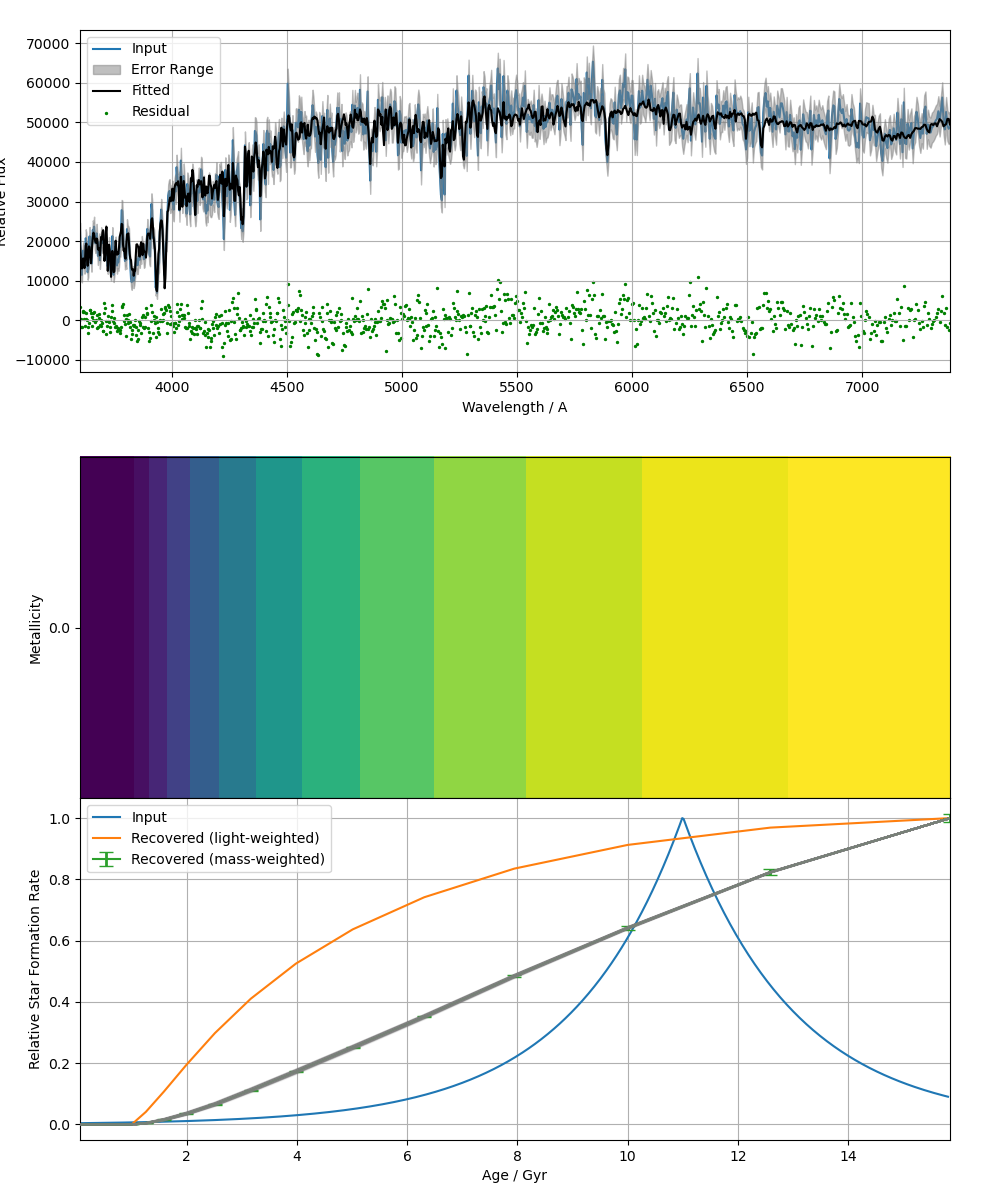 70000
60000
50000
40000
30000
20000
10000
0
−10000
Input
Error Range
Fitted
Residual
4000
4500
5000
5500
6000
6500
7000
Wavelength / A
Metallicity
0.0
Input
Recovered (light-weighted)
Recovered (mass-weighted)
Relative Star Formation Rate
1.0
0.8
0.6
0.4
0.2
0.0
2
4
6
8
10
12
14
Age / Gyr